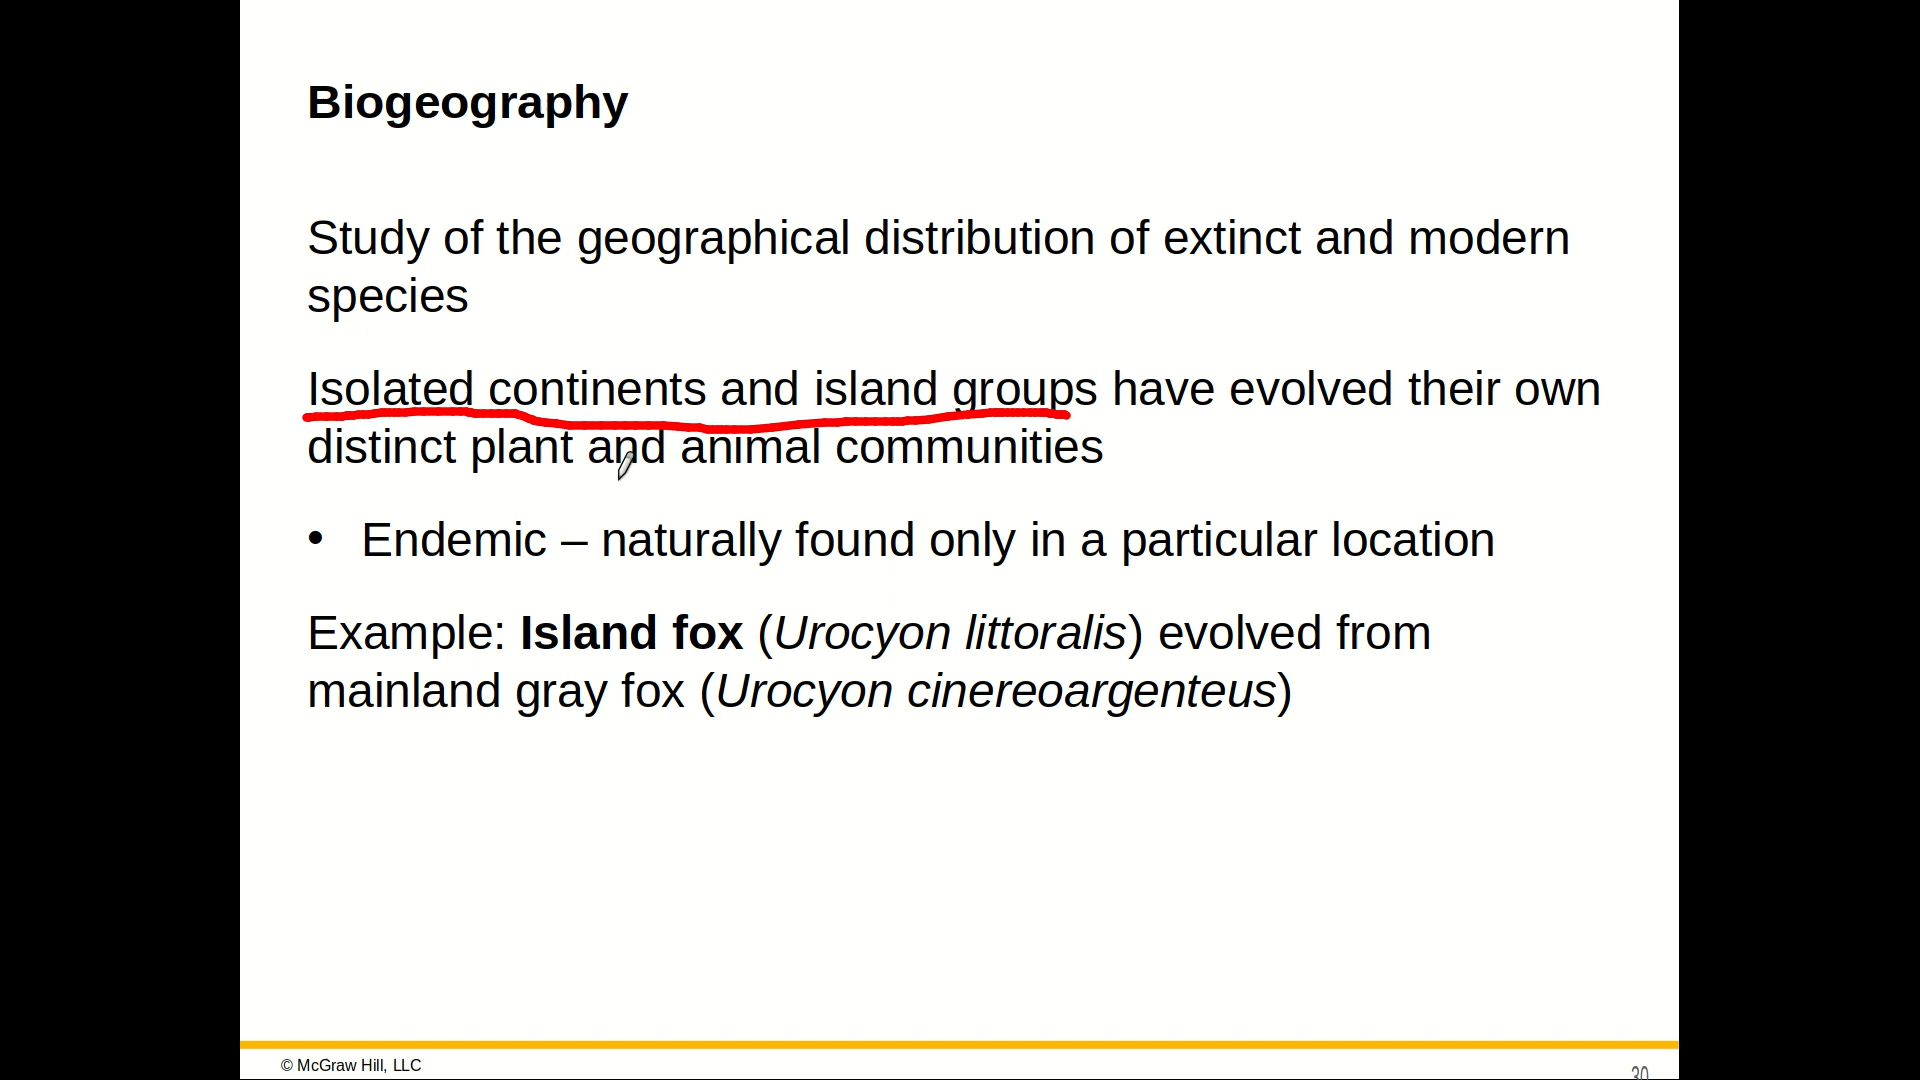 Biogeography
Study of the geographical distribution of extinct and modern
species
Isolated continents and island groups have evolved their own
distinct plant and animal communities
• Endemic – naturally found only in a particular location
Example: Island fox (Urocyon littoralis) evolved from
mainland gray fox (Urocyon cinereoargenteus)
© McGraw Hill, LLC
30